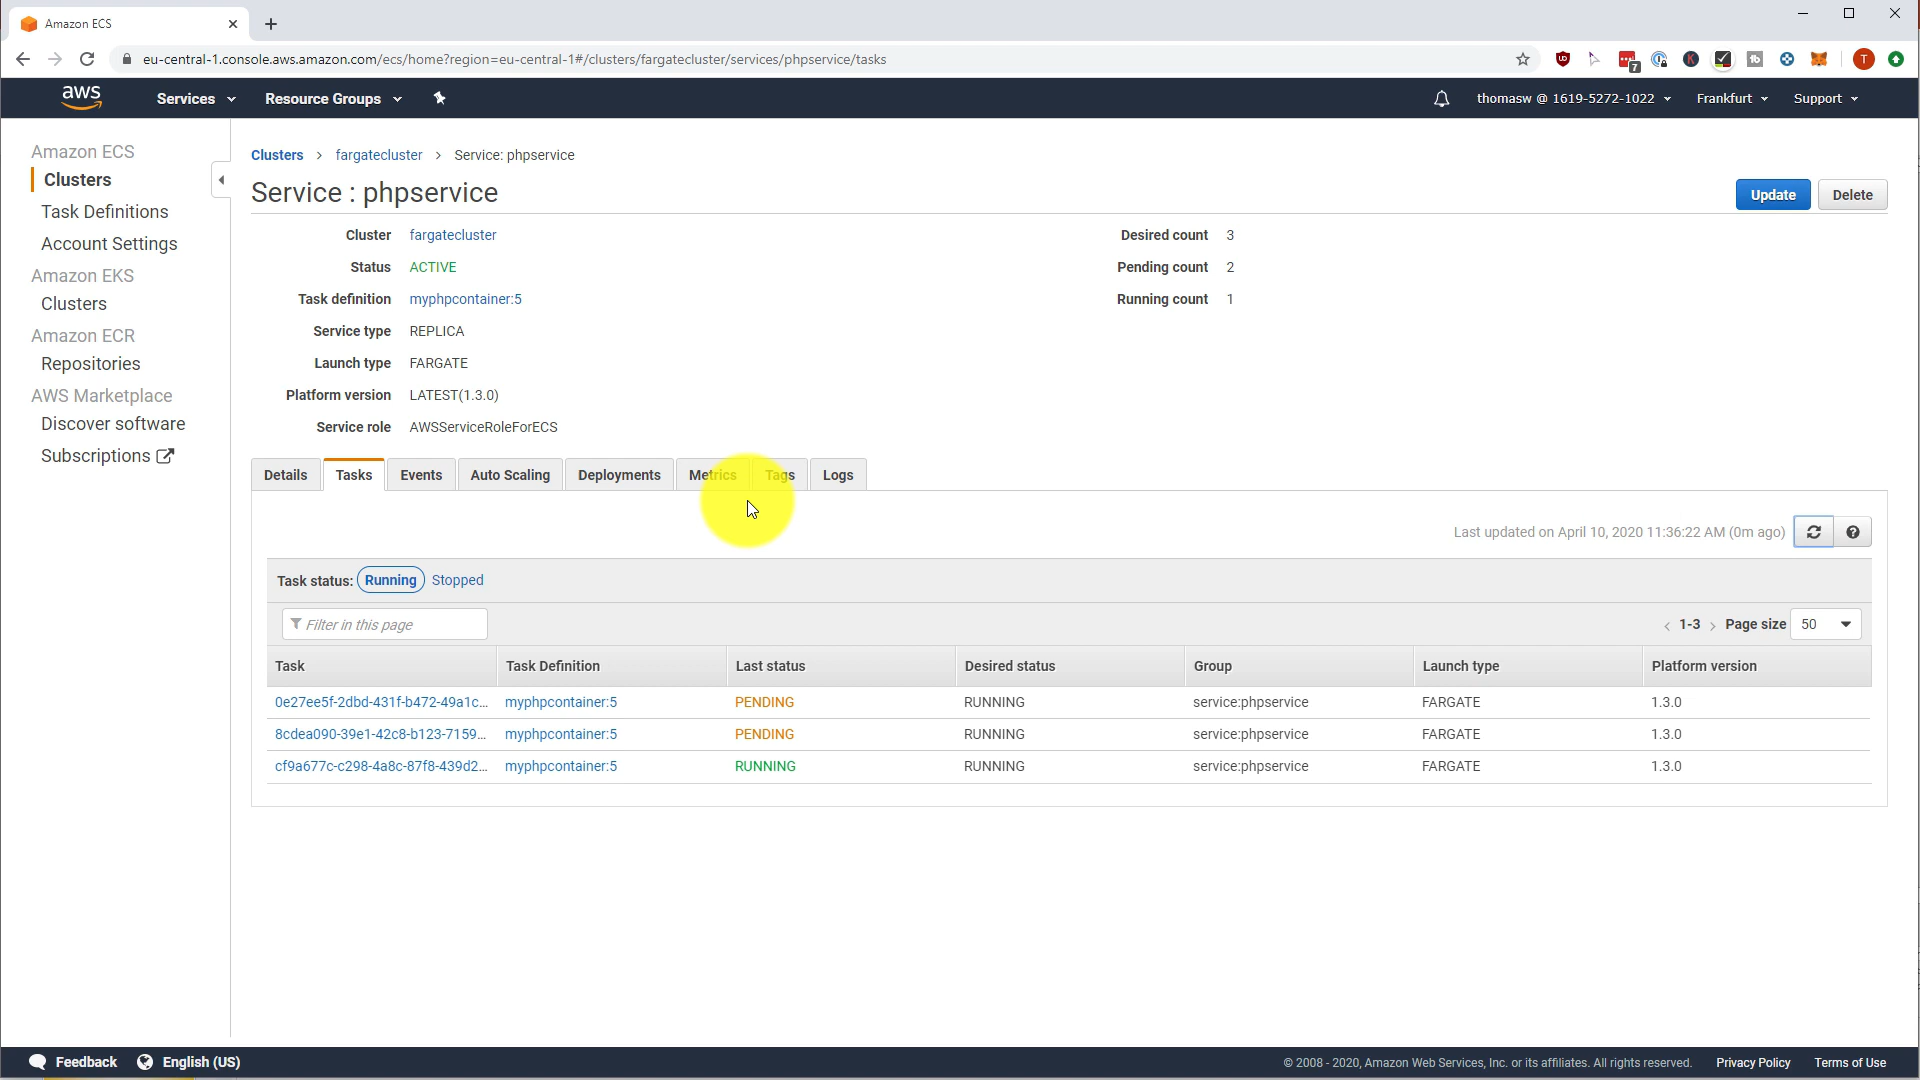 Amazon ECS
eu-central-1.console.aws.amazon.com/ecs/home?region=eu-central-1#/clusters/fargatecluster/services/phpservice/tasks
7
T
aws
Services
Resource Groups
thomasw @ 1619-5272-1022
Frankfurt
Support
Amazon ECS
Clusters
Task Definitions
Account Settings
Amazon EKS
Clusters
Amazon ECR
Repositories
AWS Marketplace
Discover software
Subscriptions
Clusters > fargatecluster > Service: phpservice
Service : phpservice
Update
Delete
Cluster fargatecluster
Status ACTIVE
Task definition myphpcontainer:5
Service type REPLICA
Launch type FARGATE
Platform version LATEST(1.3.0)
Service role AWSServiceRoleForECS
Desired count 3
Pending count 2
Running count 1
Details Tasks Events Auto Scaling Deployments Metrics Tags Logs
Last updated on April 10, 2020 11:36:22 AM (0m ago)
Task status: Running Stopped
Filter in this page
< 1-3 > Page size 50
Task Task Definition Last status Desired status Group Launch type Platform version
0e27ee5f-2dbd-431f-b472-49a1c... myphpcontainer:5 PENDING RUNNING service:phpservice FARGATE 1.3.0
8cdea090-39e1-42c8-b123-7159... myphpcontainer:5 PENDING RUNNING service:phpservice FARGATE 1.3.0
cf9a677c-c298-4a8c-87f8-439d2... myphpcontainer:5 RUNNING RUNNING service:phpservice FARGATE 1.3.0
Feedback
English (US)
© 2008 - 2020, Amazon Web Services, Inc. or its affiliates. All rights reserved.
Privacy Policy
Terms of Use